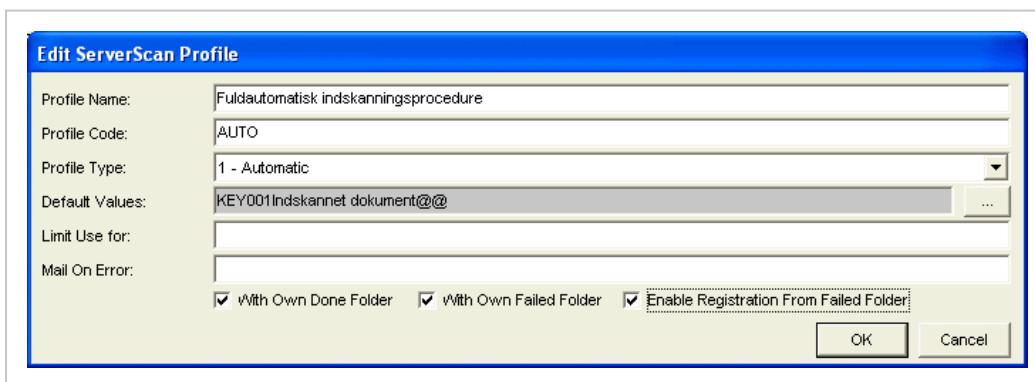 Edit ServerScan Profile
Profile Name: Fuldautomatisk indskanningsprocedure
Profile Code: AUTO
Profile Type: 1 - Automatic
Default Values: KEY001Indskannet dokument@@ ...
Limit Use for:
Mail On Error:
With Own Done Folder With Own Failed Folder Enable Registration From Failed Folder
OK Cancel